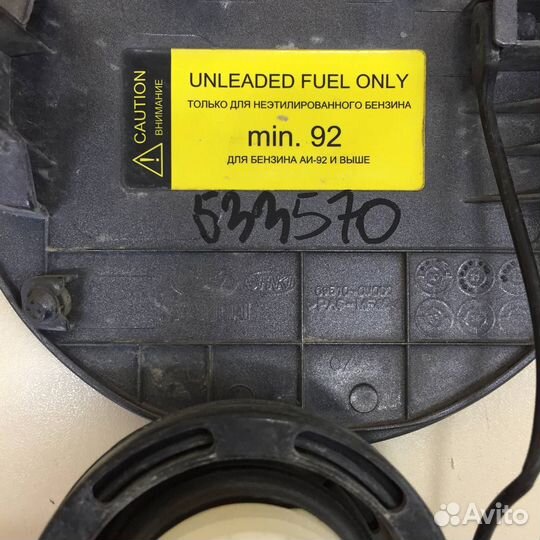 CAUTION
ВНИМАНИЕ
UNLEADED FUEL ONLY
ТОЛЬКО ДЛЯ НЕЭТИЛИРОВАННОГО БЕНЗИНА
min. 92
ДЛЯ БЕНЗИНА АИ-92 И ВЫШЕ
533570
Avito